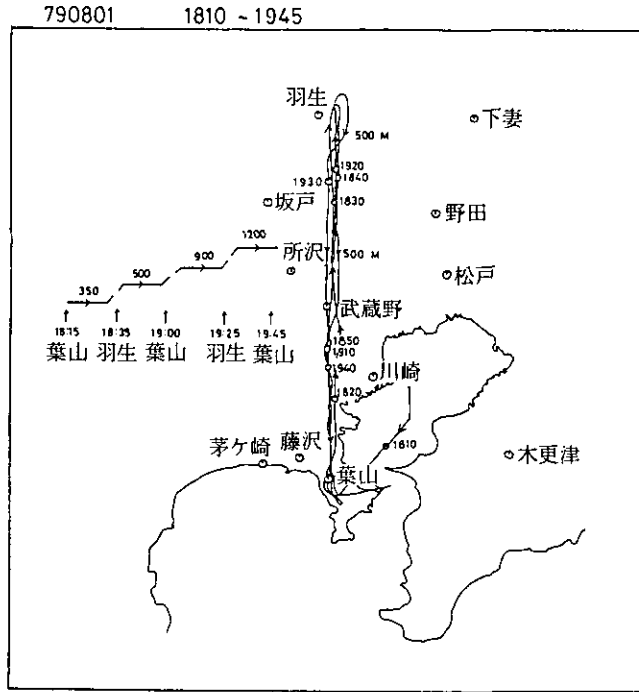 790801 1810 ~ 1945
羽生
下妻
500 M
1920
1930 1840
坂戸 1830
野田
1200
所沢
900
500 M
松戸
500
350
武蔵野
18:15 18:35 19:00 19:25 19:45
葉山 羽生 葉山 羽生 葉山
1850
1910
1940
川崎
1820
1810
茅ケ崎 藤沢
木更津
葉山